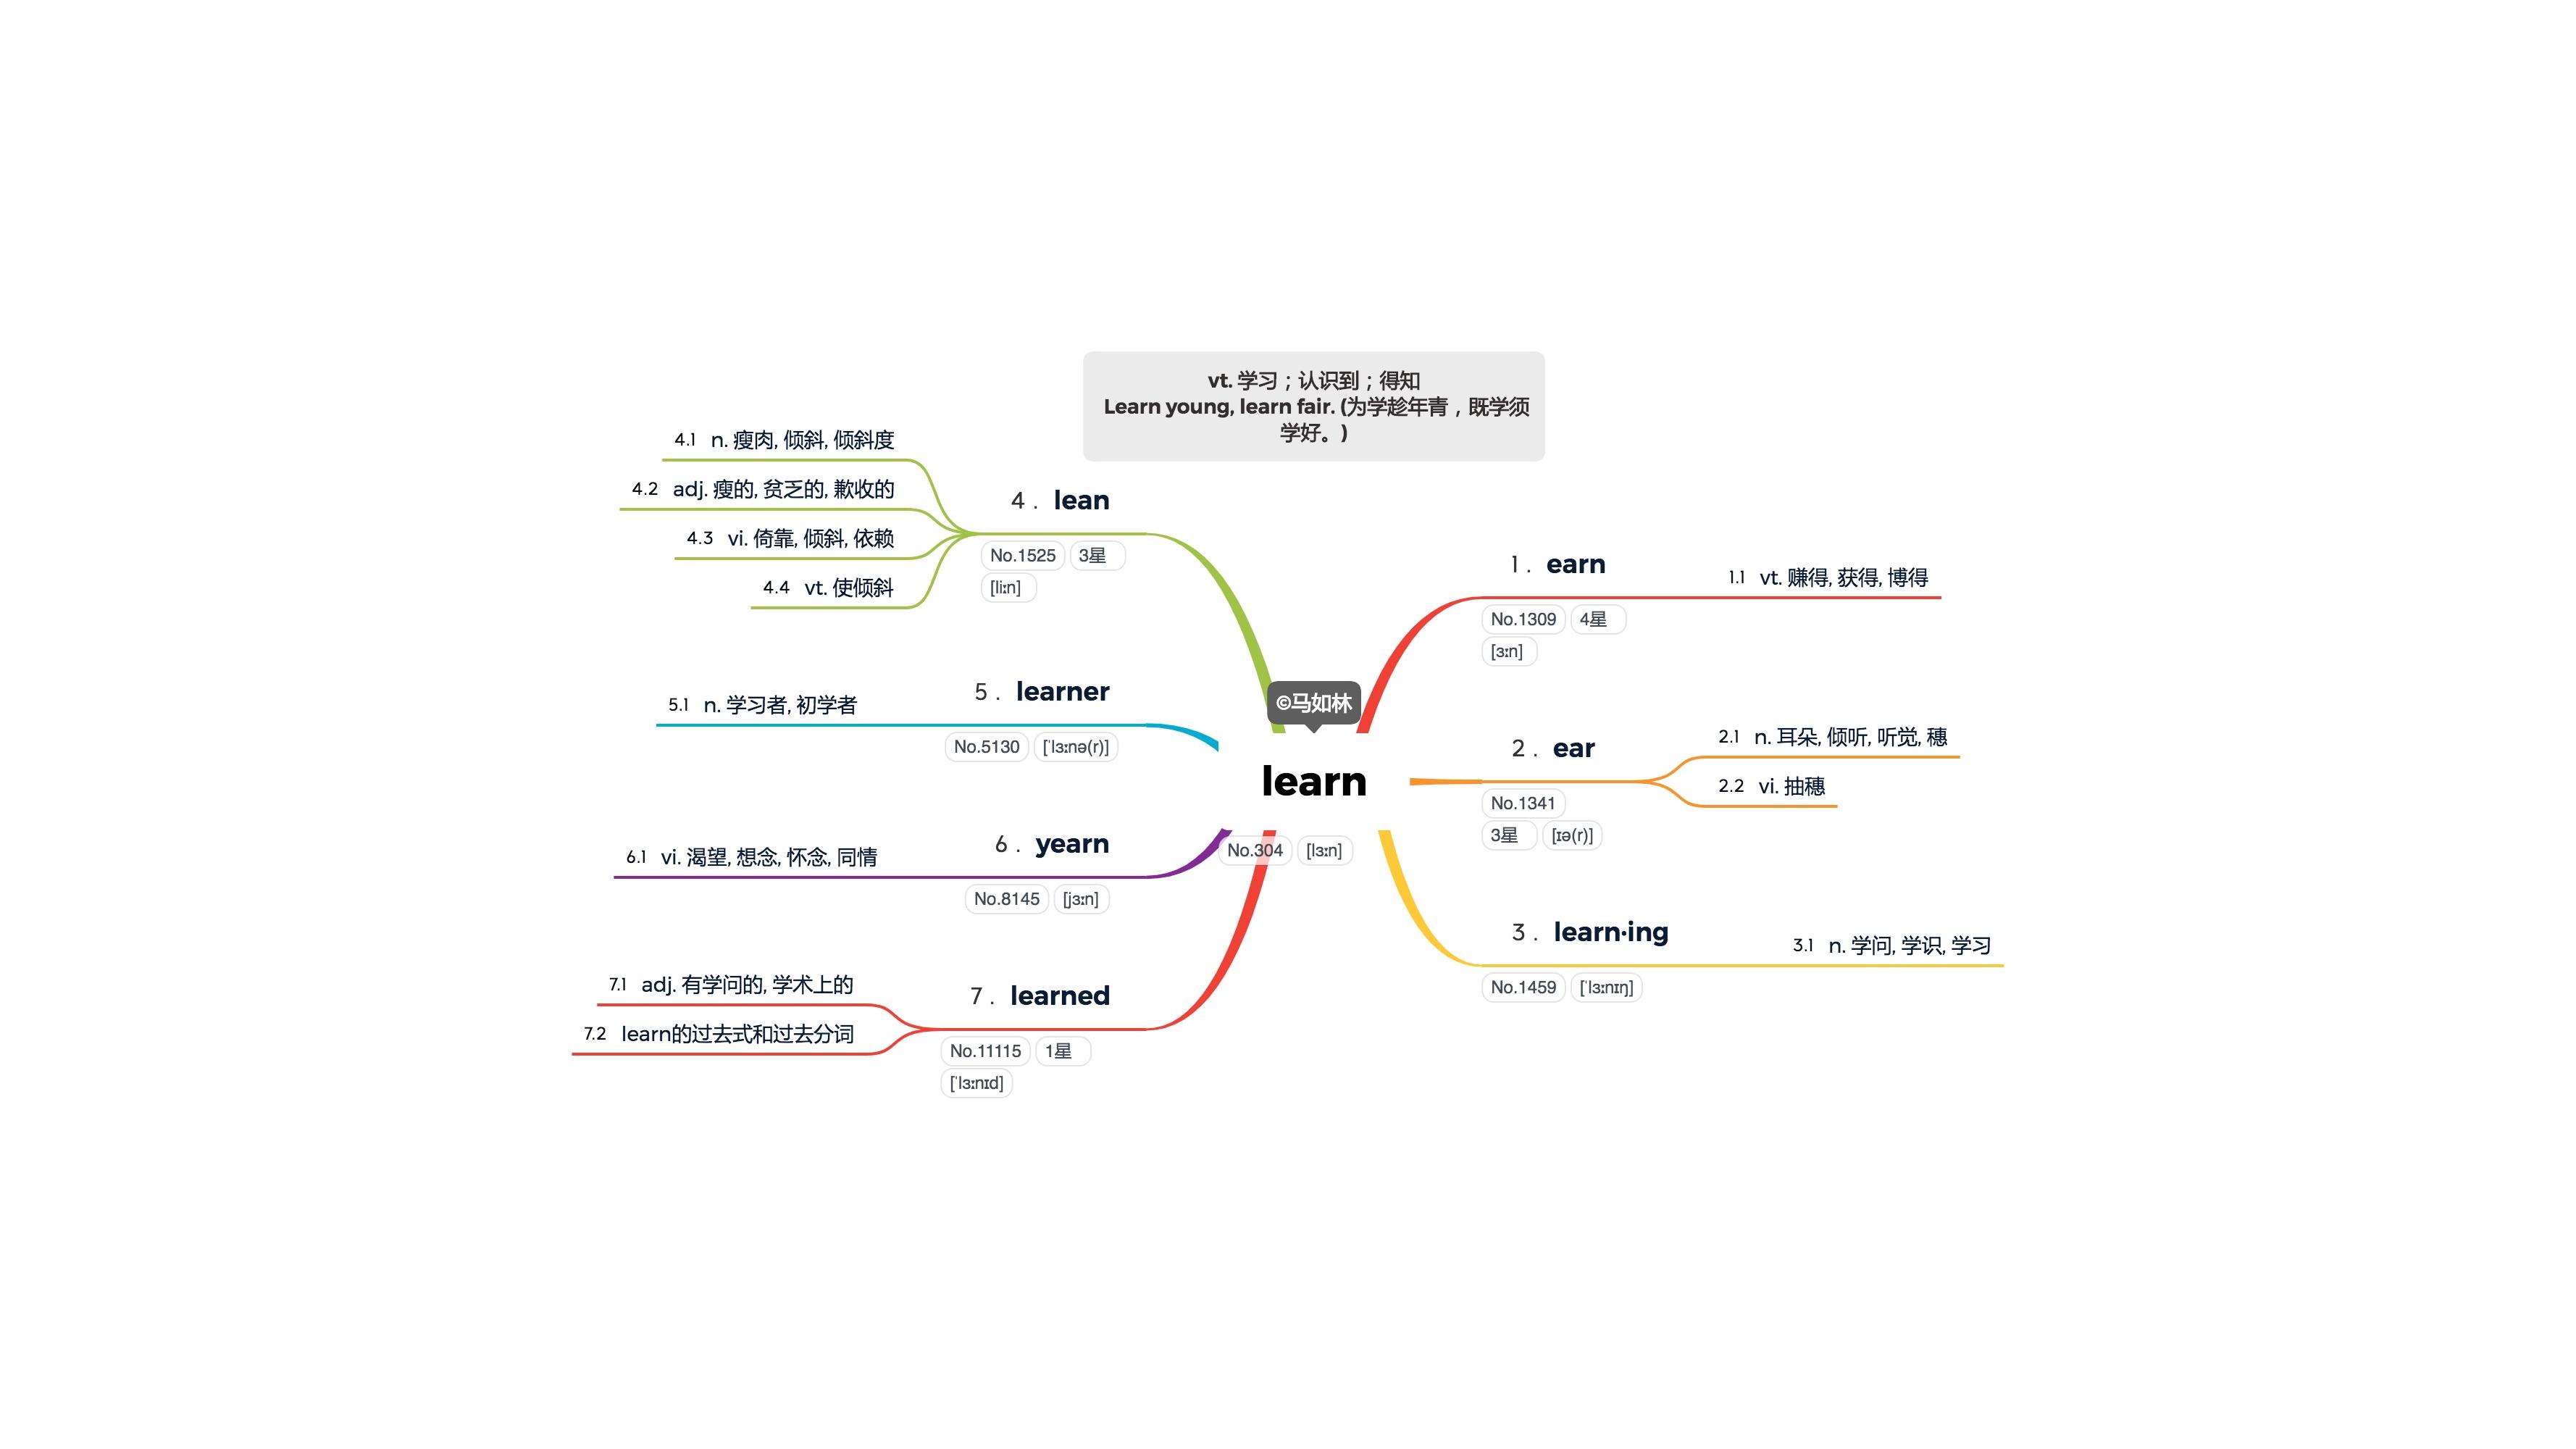 vt. 学习；认识到；得知
Learn young, learn fair. (为学趁年青，既学须
学好。)
©马如林
learn
No.304 [lɜːn]
1. earn
No.1309 4星
[ɜːn]
1.1 vt. 赚得, 获得, 博得
2. ear
No.1341
3星 [ɪə(r)]
2.1 n. 耳朵, 倾听, 听觉, 穗
2.2 vi. 抽穗
3. learn·ing
No.1459 [ˈlɜːnɪŋ]
3.1 n. 学问, 学识, 学习
4. lean
No.1525 3星
[liːn]
4.1 n. 瘦肉, 倾斜, 倾斜度
4.2 adj. 瘦的, 贫乏的, 歉收的
4.3 vi. 倚靠, 倾斜, 依赖
4.4 vt. 使倾斜
5. learner
No.5130 [ˈlɜːnə(r)]
5.1 n. 学习者, 初学者
6. yearn
No.8145 [jɜːn]
6.1 vi. 渴望, 想念, 怀念, 同情
7. learned
No.11115 1星
[ˈlɜːnɪd]
7.1 adj. 有学问的, 学术上的
7.2 learn的过去式和过去分词